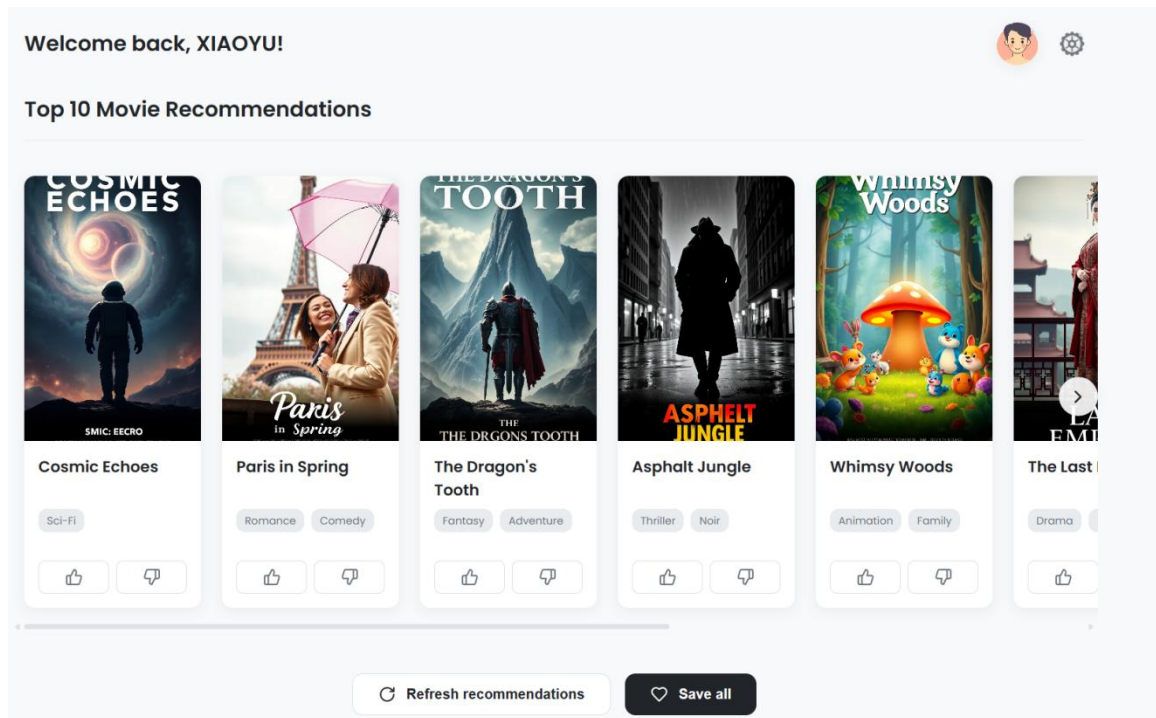 Welcome back, XIAOYU!
Top 10 Movie Recommendations
COSMIC
ECHOES
SMIC: EECRO
Cosmic Echoes
Sci-Fi
Paris
in Spring
Paris in Spring
Romance Comedy
THE DRAGON'S
TOOTH
THE
THE DRGONS TOOTH
The Dragon's
Tooth
Fantasy Adventure
ASPHELT
JUNGLE
Asphalt Jungle
Thriller Noir
Whimsy
Woods
Whimsy Woods
Animation Family
LA
EMI
The Last
Drama
Refresh recommendations
Save all